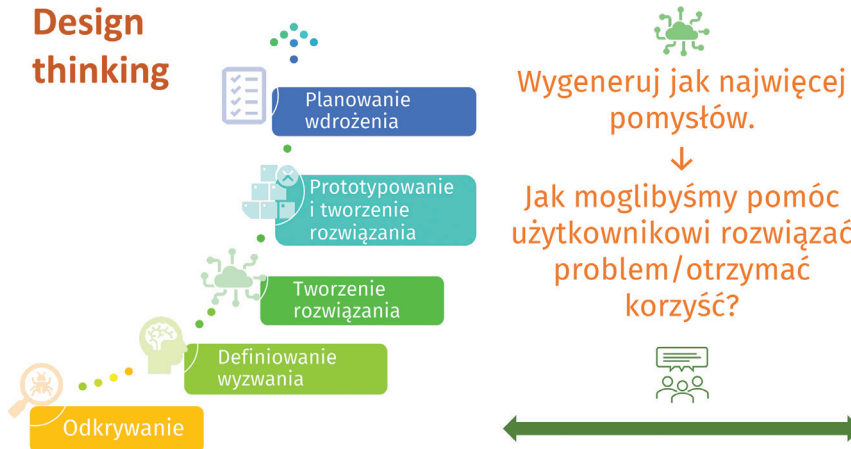 Design
thinking
Planowanie
wdrożenia
Prototypowanie
i tworzenie
rozwiązania
Tworzenie
rozwiązania
Definiowanie
wyzwania
Odkrywanie
Wygeneruj jak najwięcej
pomysłów.
↓
Jak moglibyśmy pomóc
użytkownikowi rozwiązać
problem/otrzymać
korzyść?